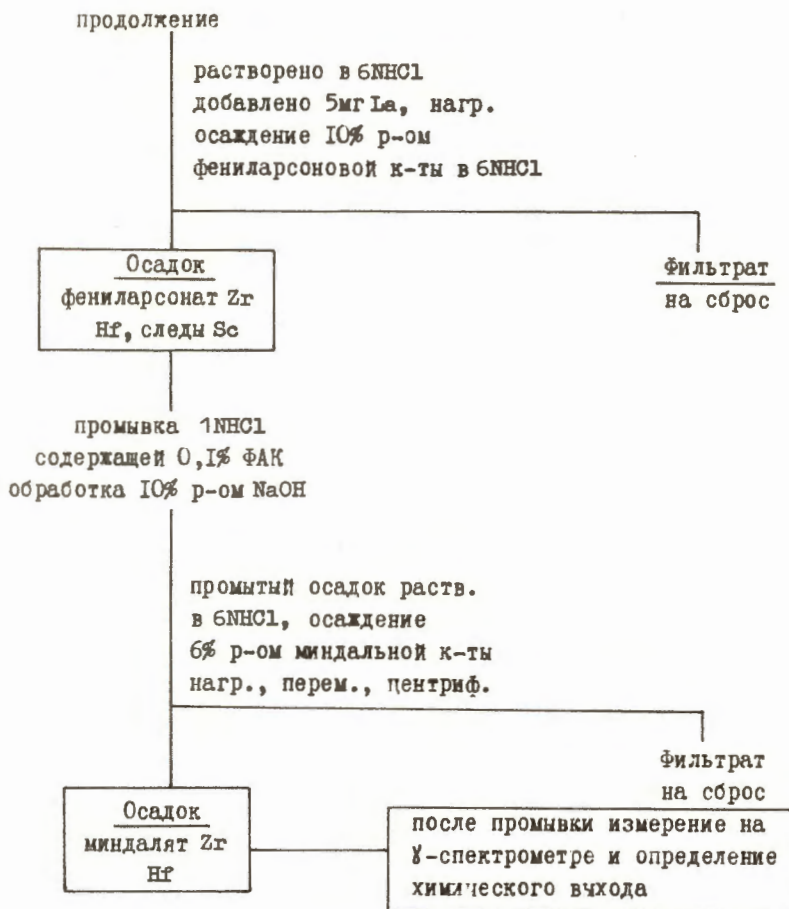 продолжение
растворено в 6NHCl
добавлено 5мг La, нагр.
осаждение 10% р-ом
фениларсоновой к-ты в 6NHCl
Осадок
фениларсонат Zr
Hf, следы Sc
Фильтрат
на сброс
промывка 1NHCl
содержащей 0,1% ФАК
обработка 10% р-ом NaOH
промытый осадок раств.
в 6NHCl, осаждение
6% р-ом миндальной к-ты
нагр., перем., центриф.
Фильтрат
на сброс
Осадок
миндалят Zr
Hf
после промывки измерение на
γ-спектрометре и определение
химического выхода